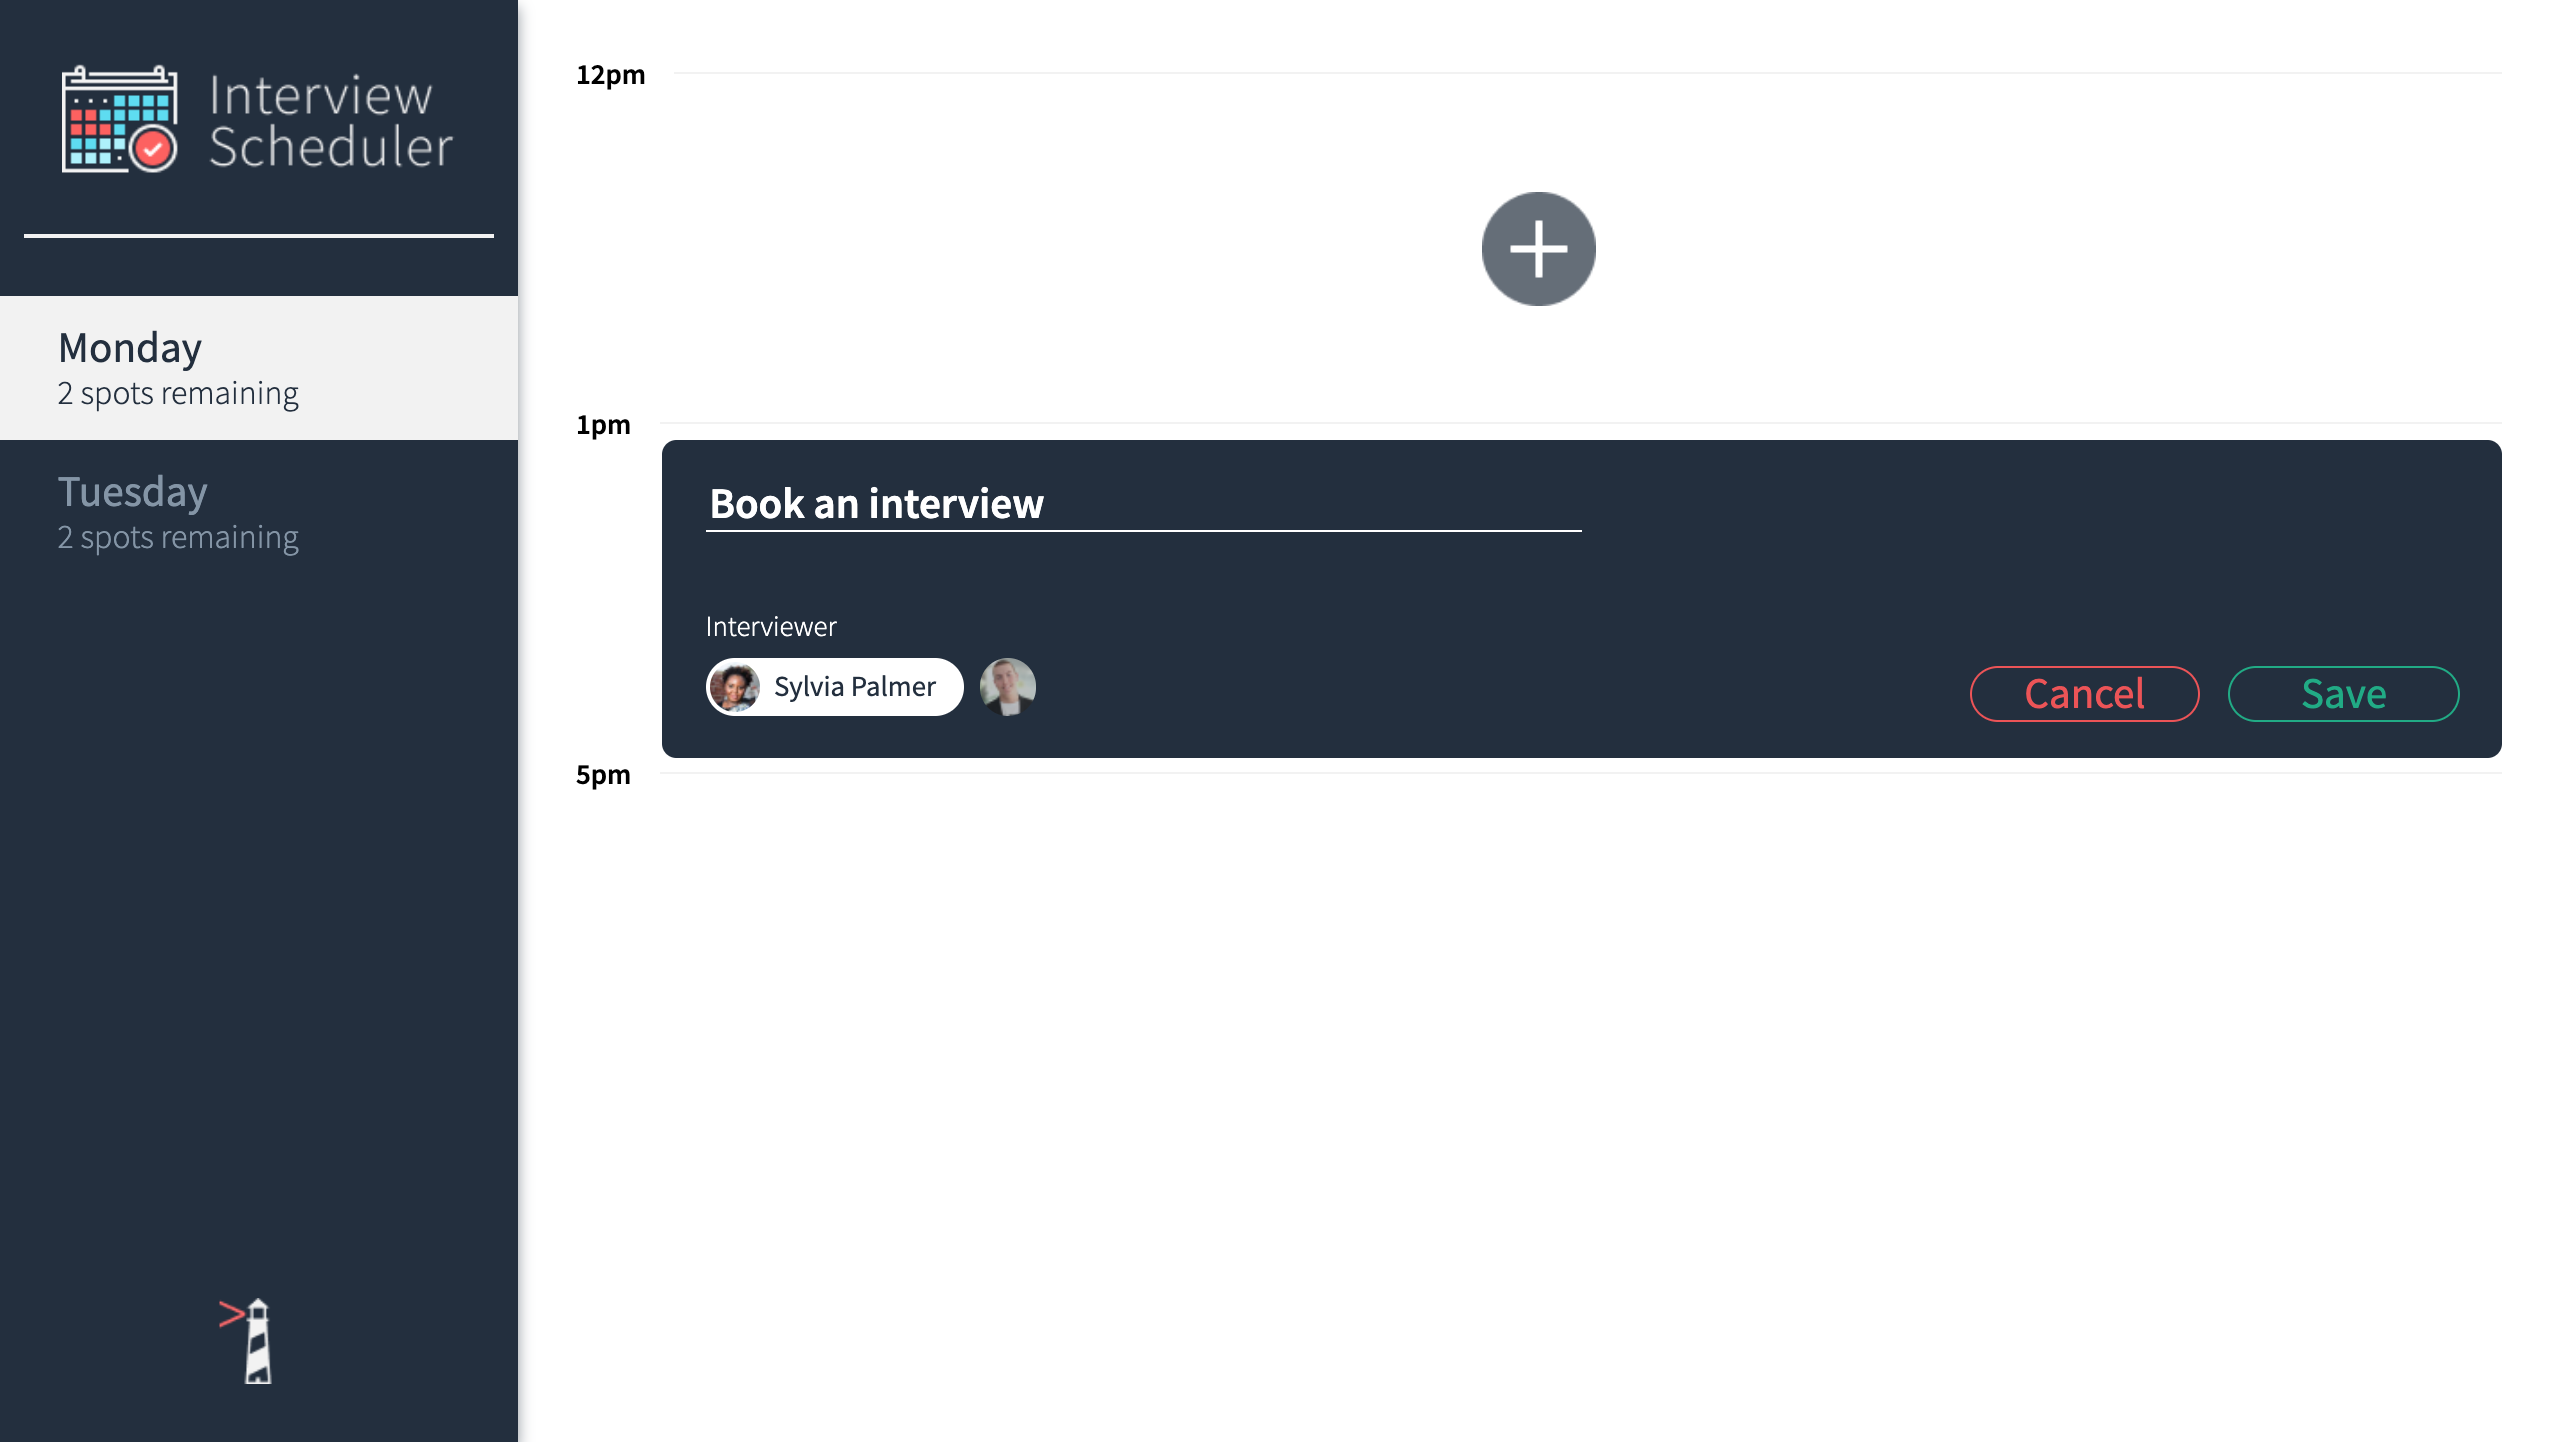 Interview
Scheduler
Monday
2 spots remaining
Tuesday
2 spots remaining
12pm
1pm
Book an interview
Interviewer
Sylvia Palmer
Cancel
Save
5pm